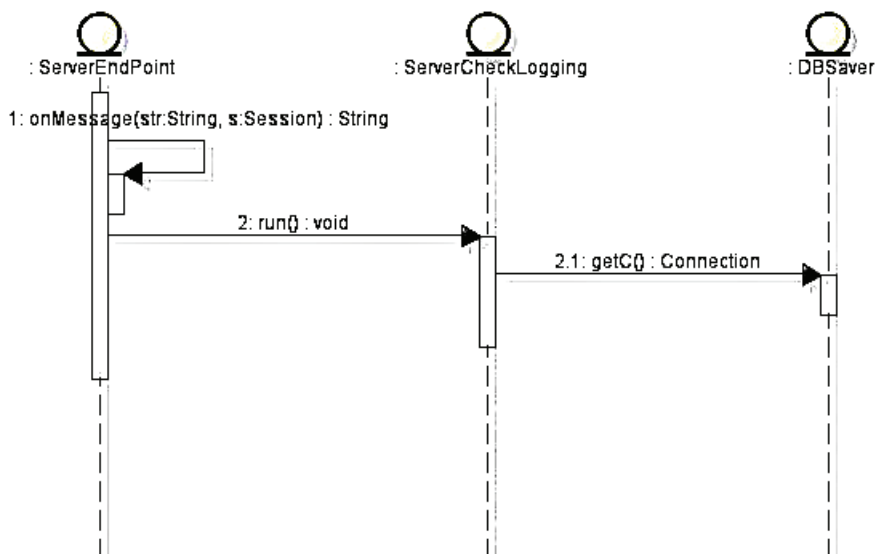 : ServerEndPoint
: ServerCheckLogging
: DBSaver
1: onMessage(str:String, s:Session) : String
2: run() : void
2.1: getC() : Connection